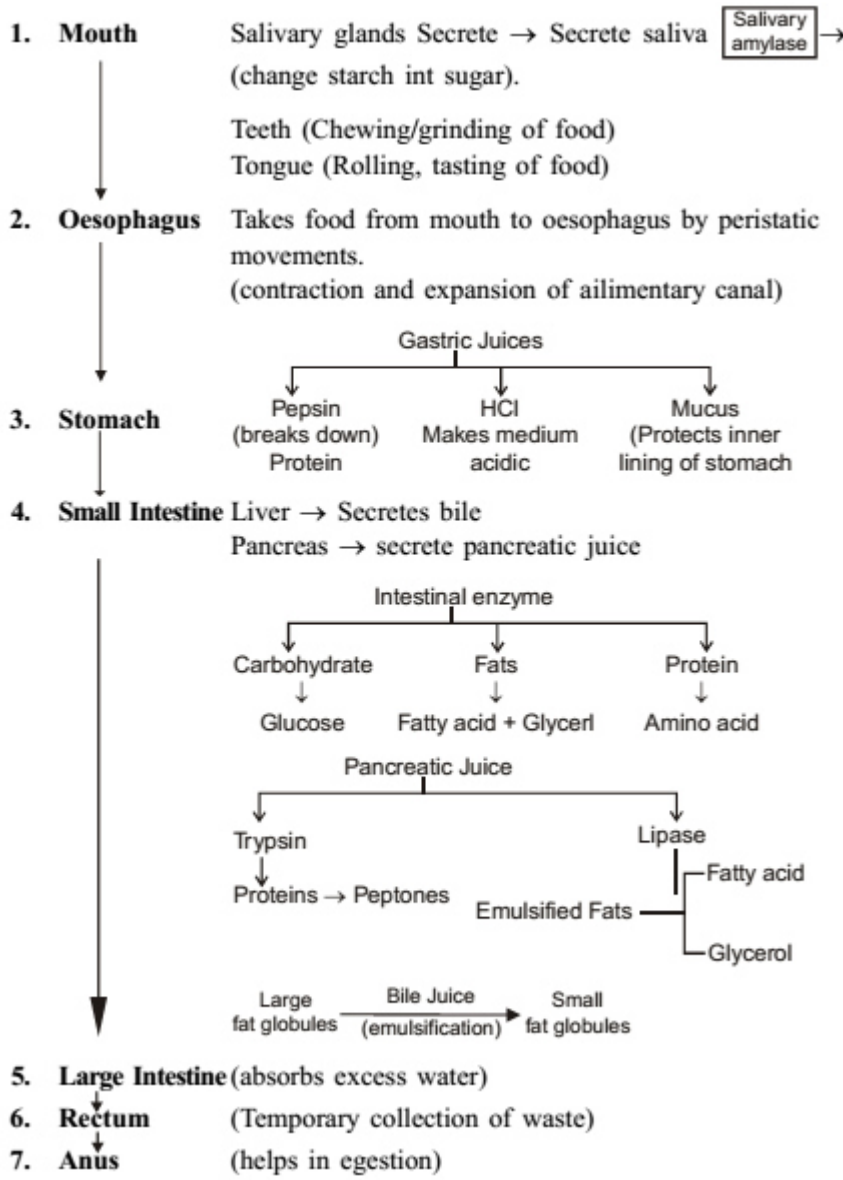 1. Mouth Salivary glands Secrete → Secrete saliva Salivary amylase →
(change starch int sugar).
Teeth (Chewing/grinding of food)
Tongue (Rolling, tasting of food)
2. Oesophagus Takes food from mouth to oesophagus by peristatic
movements.
(contraction and expansion of ailimentary canal)
Gastric Juices
3. Stomach
Pepsin HCl Mucus
(breaks down) Makes medium (Protects inner
Protein acidic lining of stomach
4. Small Intestine Liver → Secretes bile
Pancreas → secrete pancreatic juice
Intestinal enzyme
Carbohydrate Fats Protein
Glucose Fatty acid + Glycerl Amino acid
Pancreatic Juice
Trypsin Lipase
Fatty acid
Proteins → Peptones Emulsified Fats
Glycerol
Large Bile Juice Small
fat globules (emulsification) fat globules
5. Large Intestine (absorbs excess water)
6. Rectum (Temporary collection of waste)
7. Anus (helps in egestion)